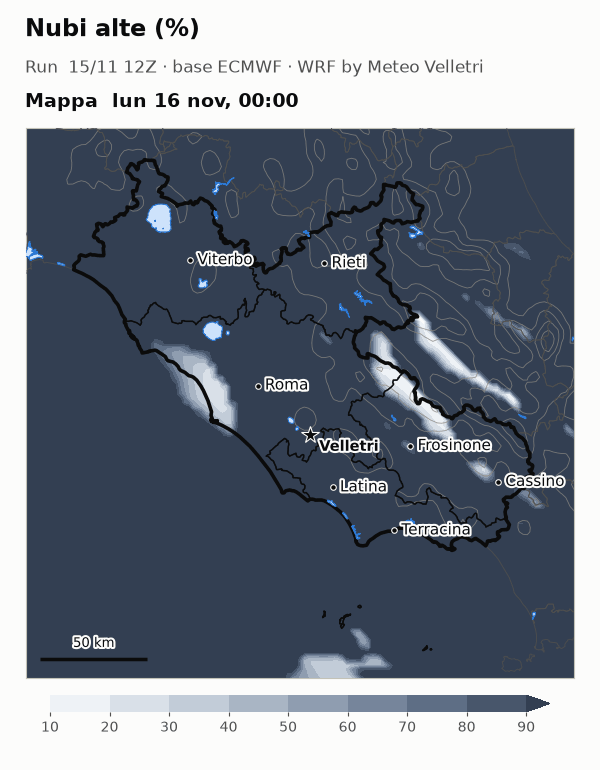 Nubi alte (%)
Run 15/11 12Z · base ECMWF · WRF by Meteo Velletri
Mappa lun 16 nov, 00:00
Viterbo
Rieti
Roma
Velletri
Frosinone
Latina
Cassino
Terracina
50 km
10 20 30 40 50 60 70 80 90